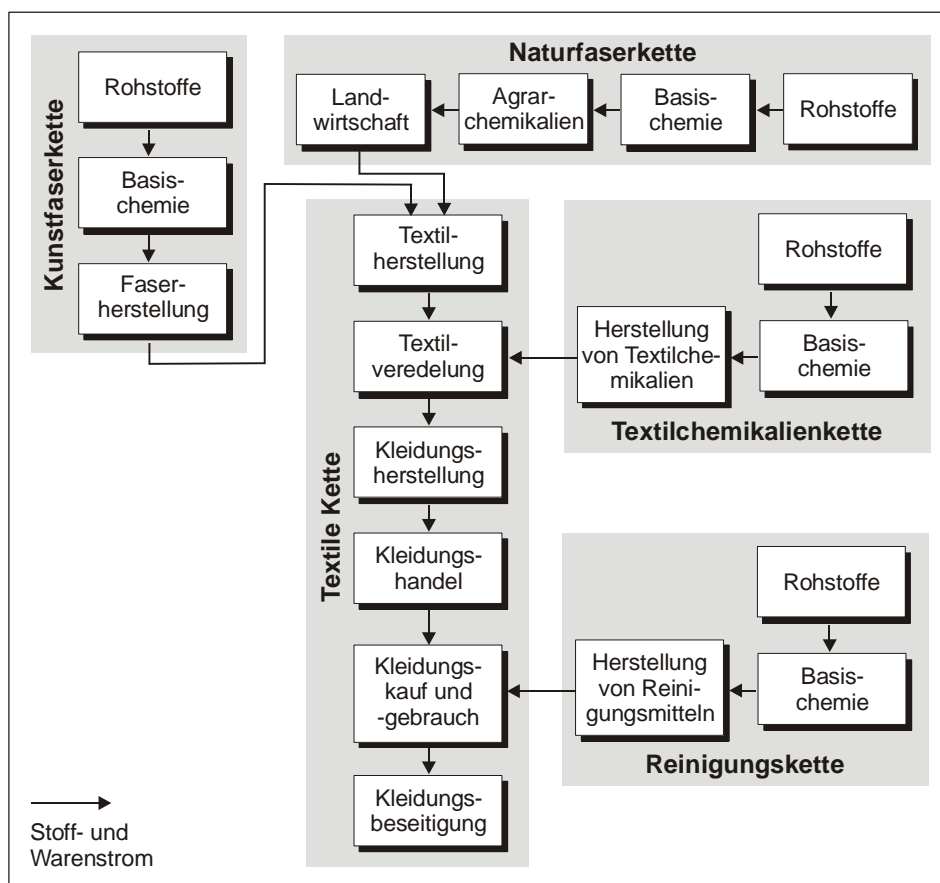 Kunstfaserkette
Rohstoffe
Basis-
chemie
Faser-
herstellung
Naturfaserkette
Land-
wirtschaft
Agrar-
chemikalien
Basis-
chemie
Rohstoffe
Textile Kette
Textil-
herstellung
Textil-
veredelung
Kleidungs-
herstellung
Kleidungs-
handel
Kleidungs-
kauf und
-gebrauch
Kleidungs-
beseitigung
Rohstoffe
Basis-
chemie
Herstellung
von Textilche-
mikalien
Textilchemikalienkette
Rohstoffe
Basis-
chemie
Herstellung
von Reini-
gungsmitteln
Reinigungskette
Stoff- und
Warenstrom